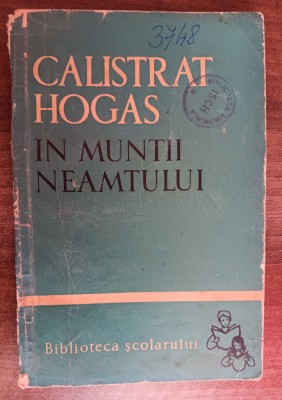 3748
CALISTRAT
HOGAS
IN MUNTII
NEAMTULUI
Biblioteca școlarului